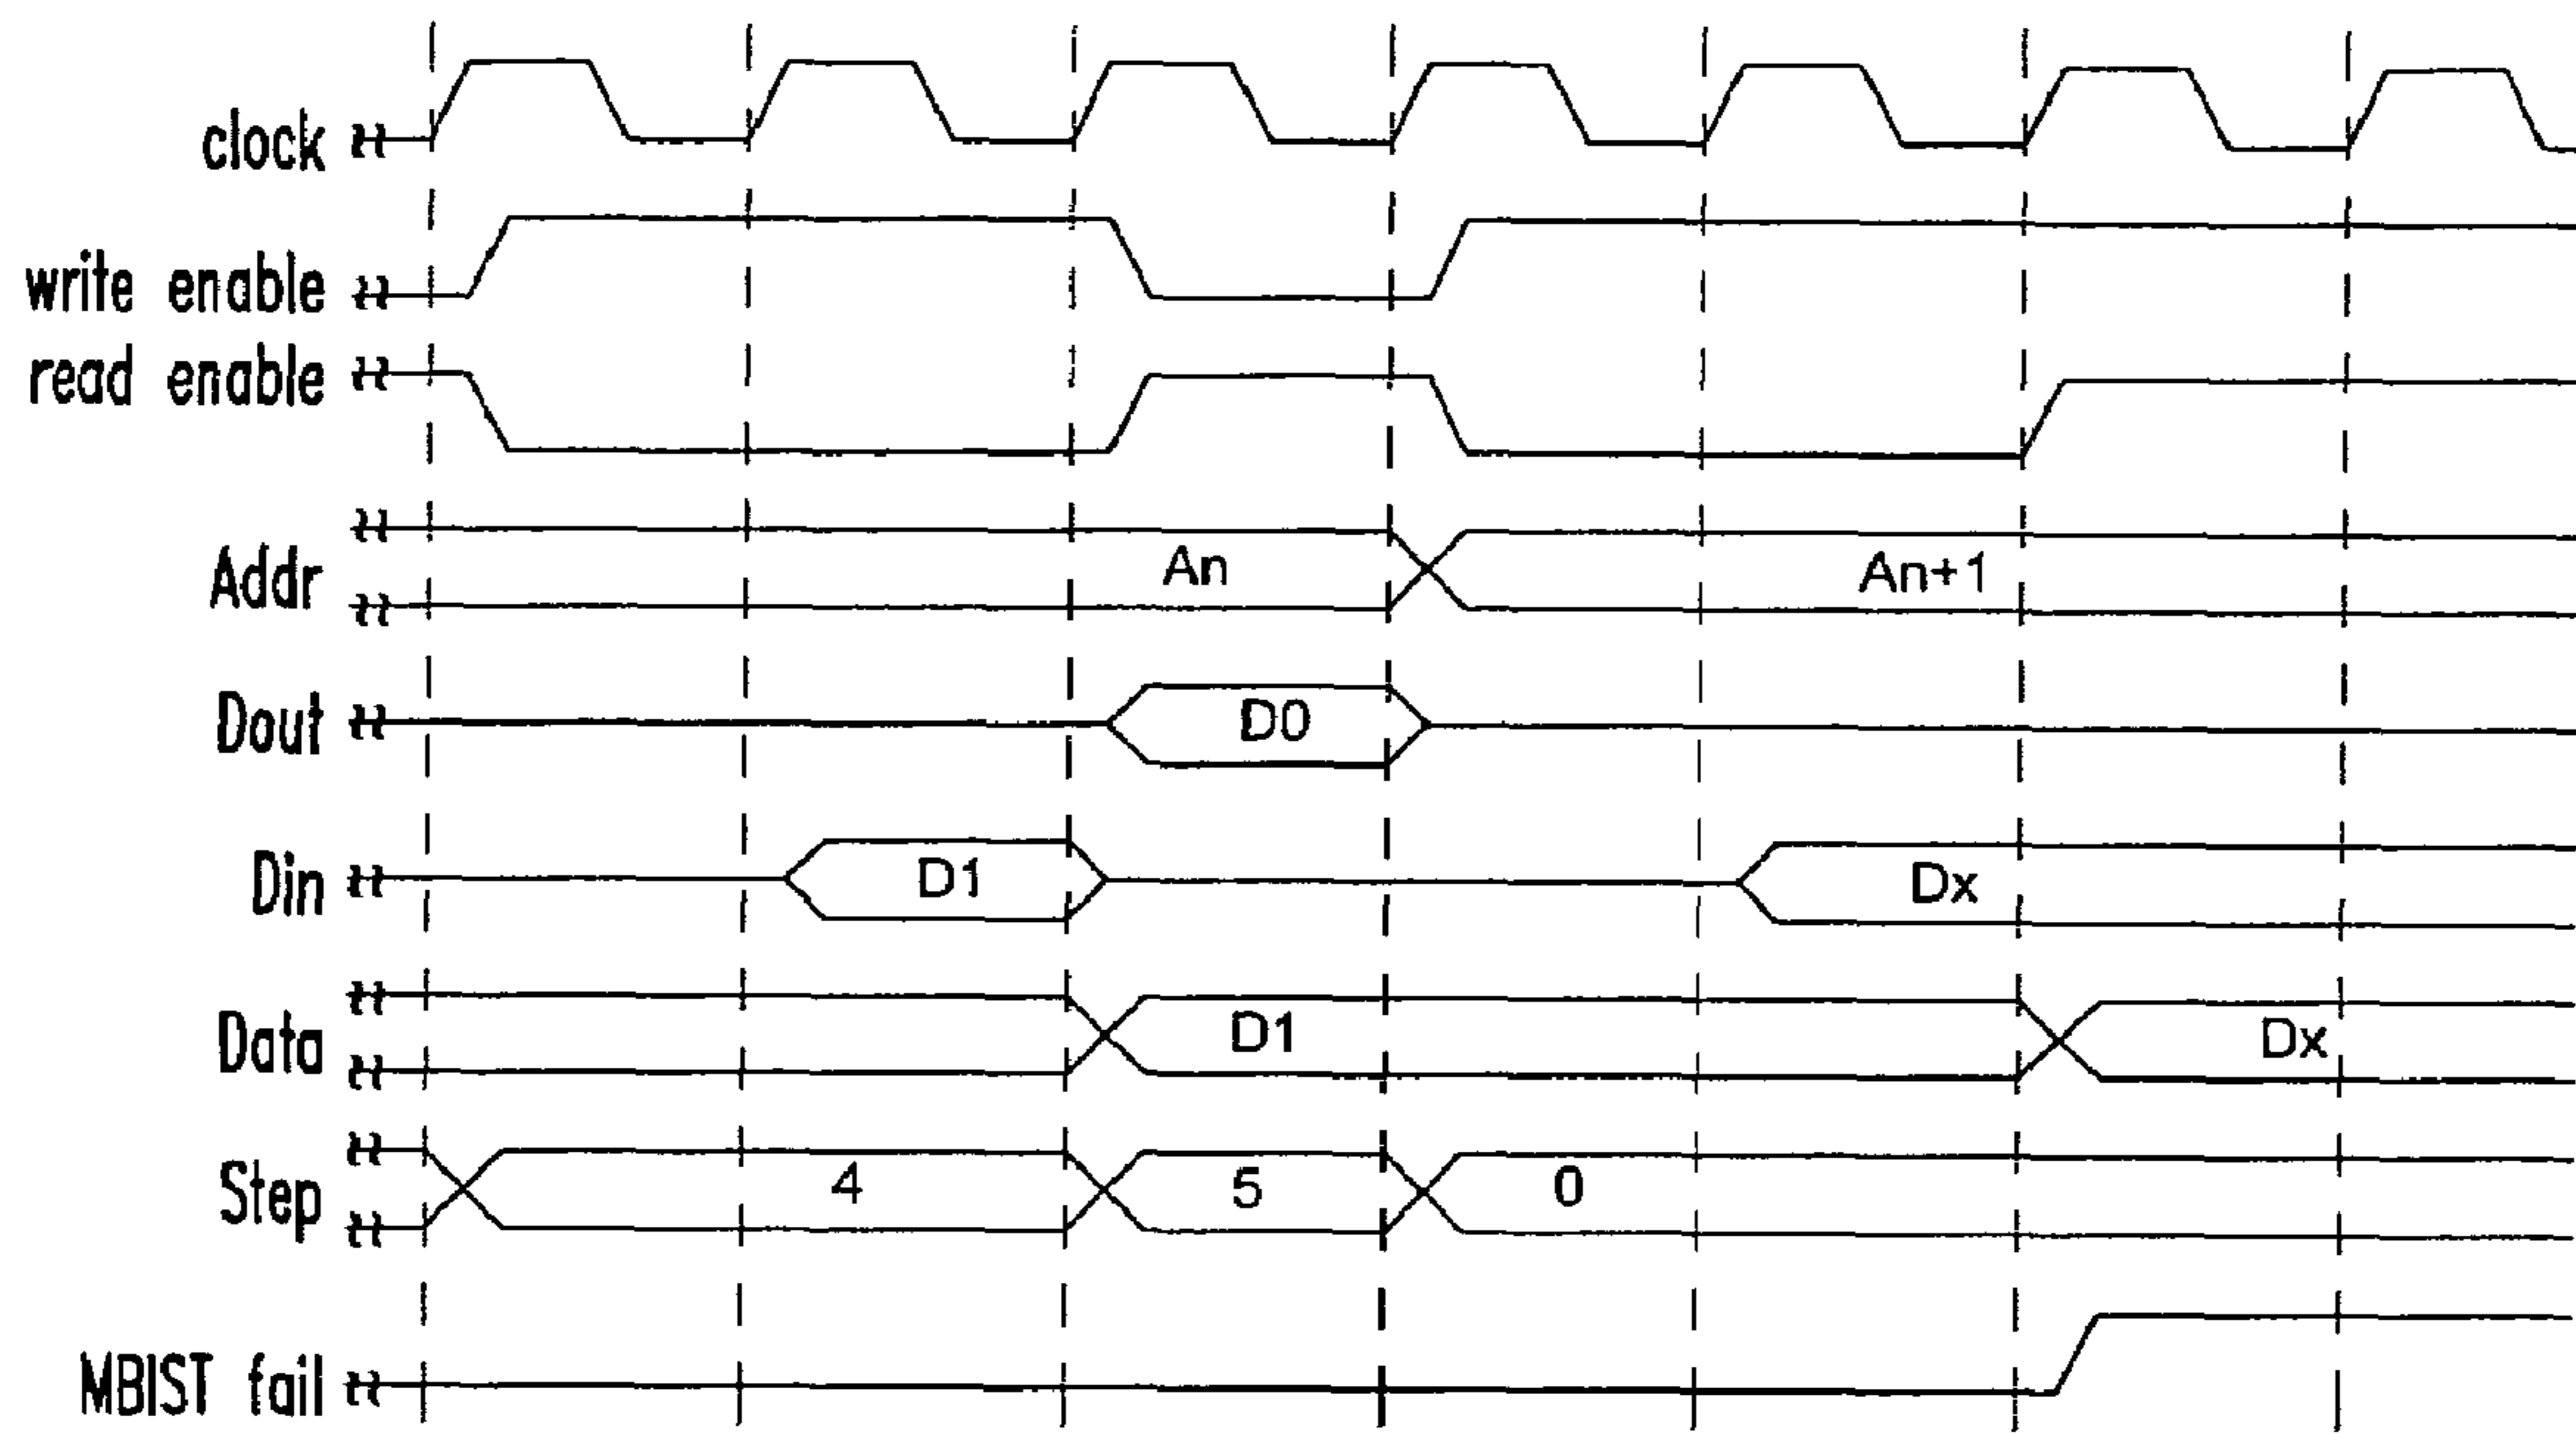 clock
write enable
read enable
Addr An An+1
Dout D0
Din D1 Dx
Data D1 Dx
Step 4 5 0
MBIST fail